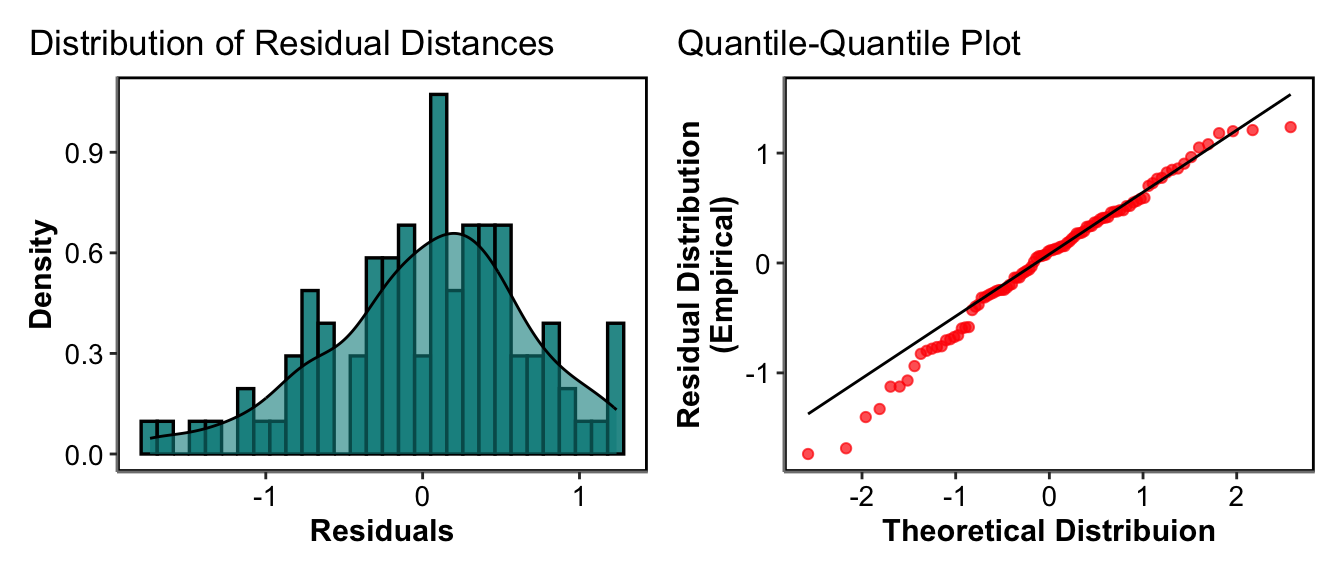 Distribution of Residual Distances
Density
0.9
0.6
0.3
0.0
-1
0
1
Residuals
Quantile-Quantile Plot
Residual Distribution
(Empirical)
1
0
-1
-2
-1
0
1
2
Theoretical Distribuion